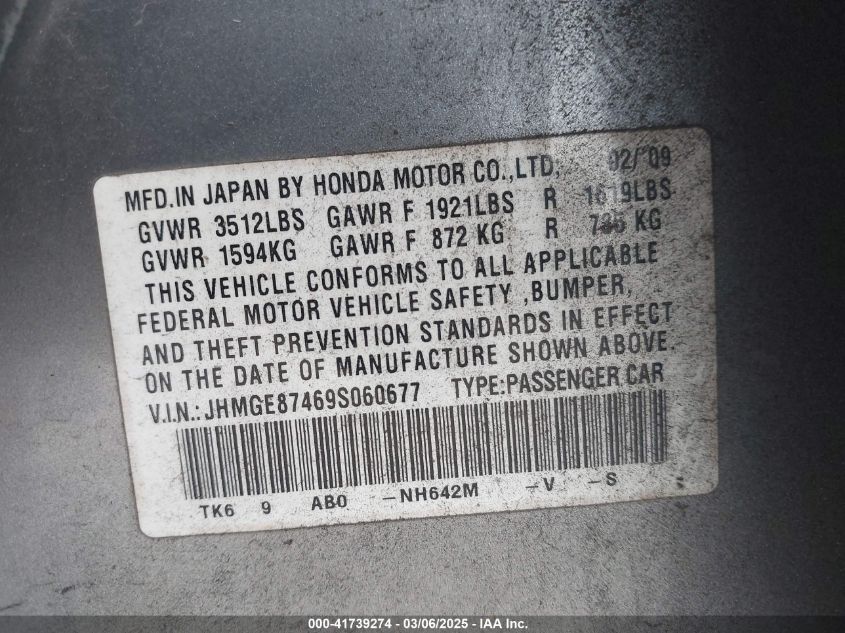 MFD.IN JAPAN BY HONDA MOTOR CO.,LTD. 02/'09
GVWR 3512LBS GAWR F 1921LBS R 1619LBS
GVWR 1594KG GAWR F 872 KG R 735 KG
THIS VEHICLE CONFORMS TO ALL APPLICABLE
FEDERAL MOTOR VEHICLE SAFETY ,BUMPER,
AND THEFT PREVENTION STANDARDS IN EFFECT
ON THE DATE OF MANUFACTURE SHOWN ABOVE.
V.I.N.: JHMGE87469S060677 TYPE:PASSENGER CAR
TK6 9 AB0 -NH642M -V -S
000-41739274 - 03/06/2025 - IAA Inc.